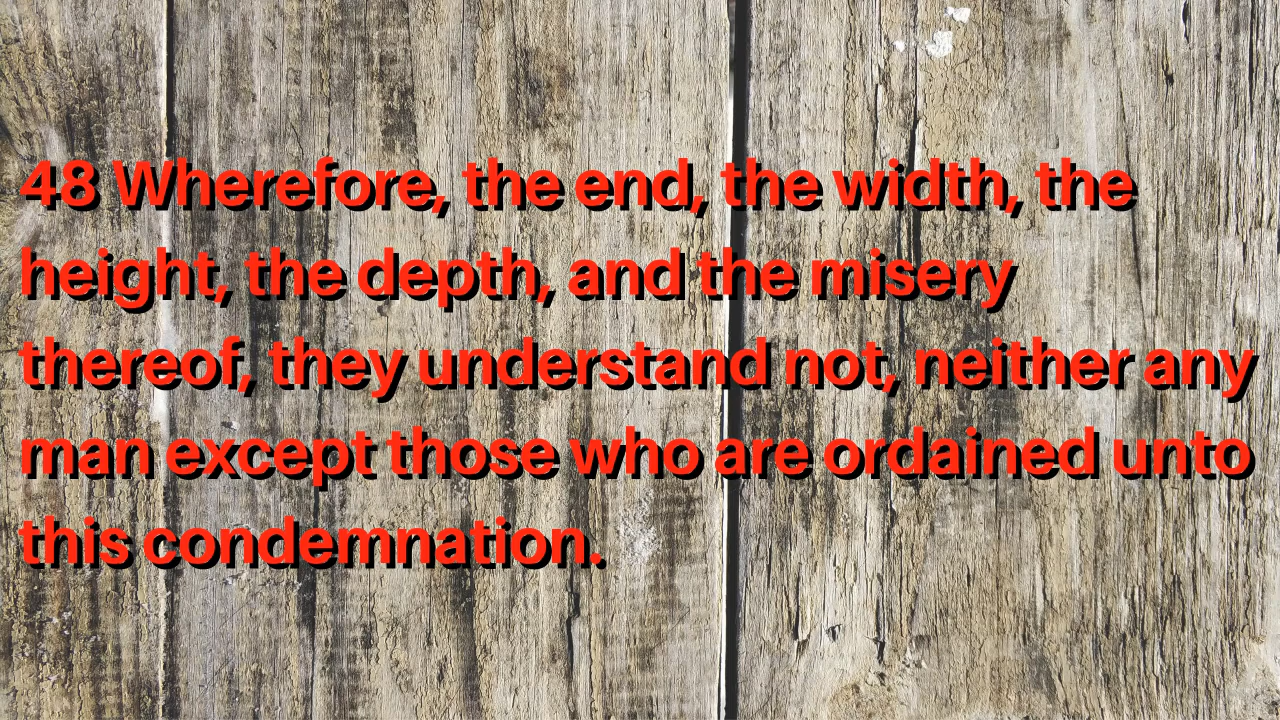 48 Wherefore, the end, the width, the
height, the depth, and the misery
thereof, they understand not, neither any
man except those who are ordained unto
this condemnation.